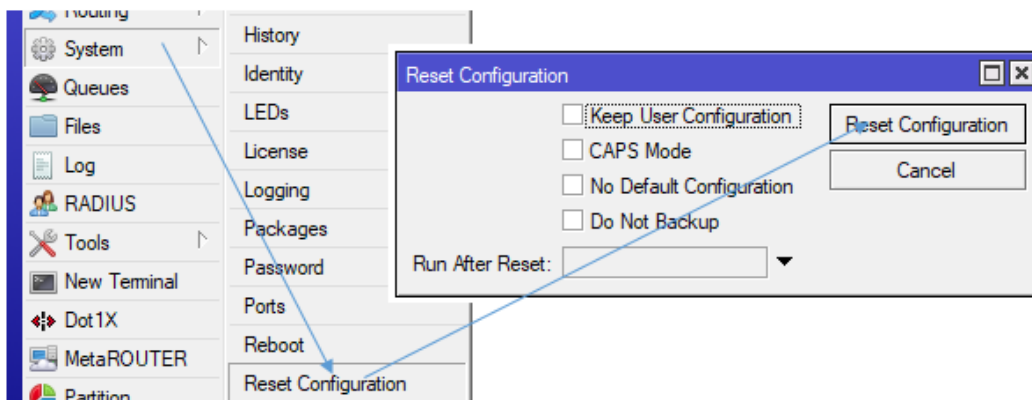 Routing
System
Queues
Files
Log
RADIUS
Tools
New Terminal
Dot1X
MetaROUTER
Partition
History
Identity
LEDs
License
Logging
Packages
Password
Ports
Reboot
Reset Configuration
Reset Configuration
Keep User Configuration
CAPS Mode
No Default Configuration
Do Not Backup
Run After Reset:
Reset Configuration
Cancel